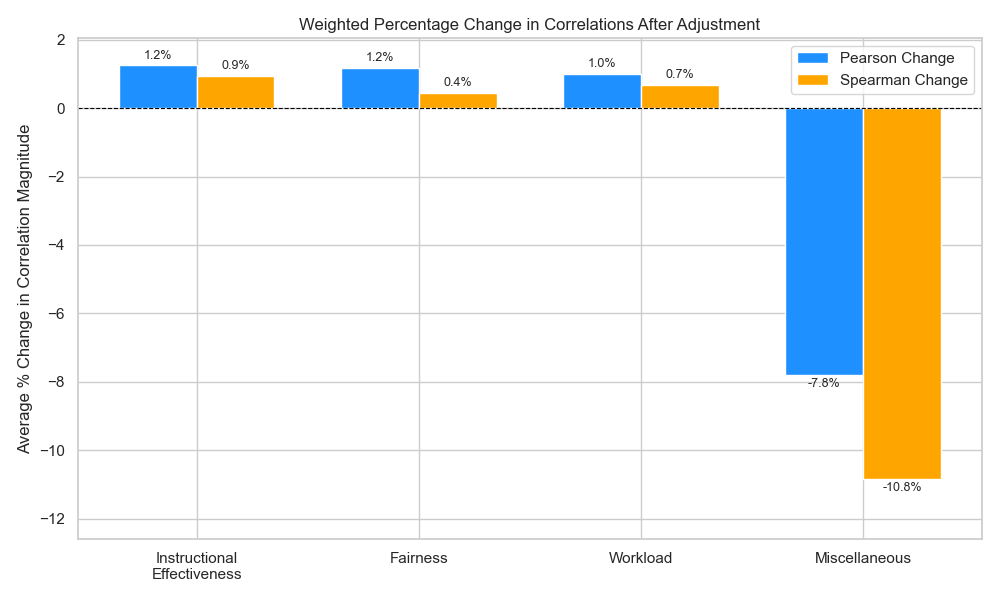 Weighted Percentage Change in Correlations After Adjustment
Average % Change in Correlation Magnitude
2
0
−2
−4
−6
−8
−10
−12
1.2%
0.9%
1.2%
0.4%
1.0%
0.7%
-7.8%
-10.8%
Pearson Change
Spearman Change
Instructional
Effectiveness
Fairness
Workload
Miscellaneous